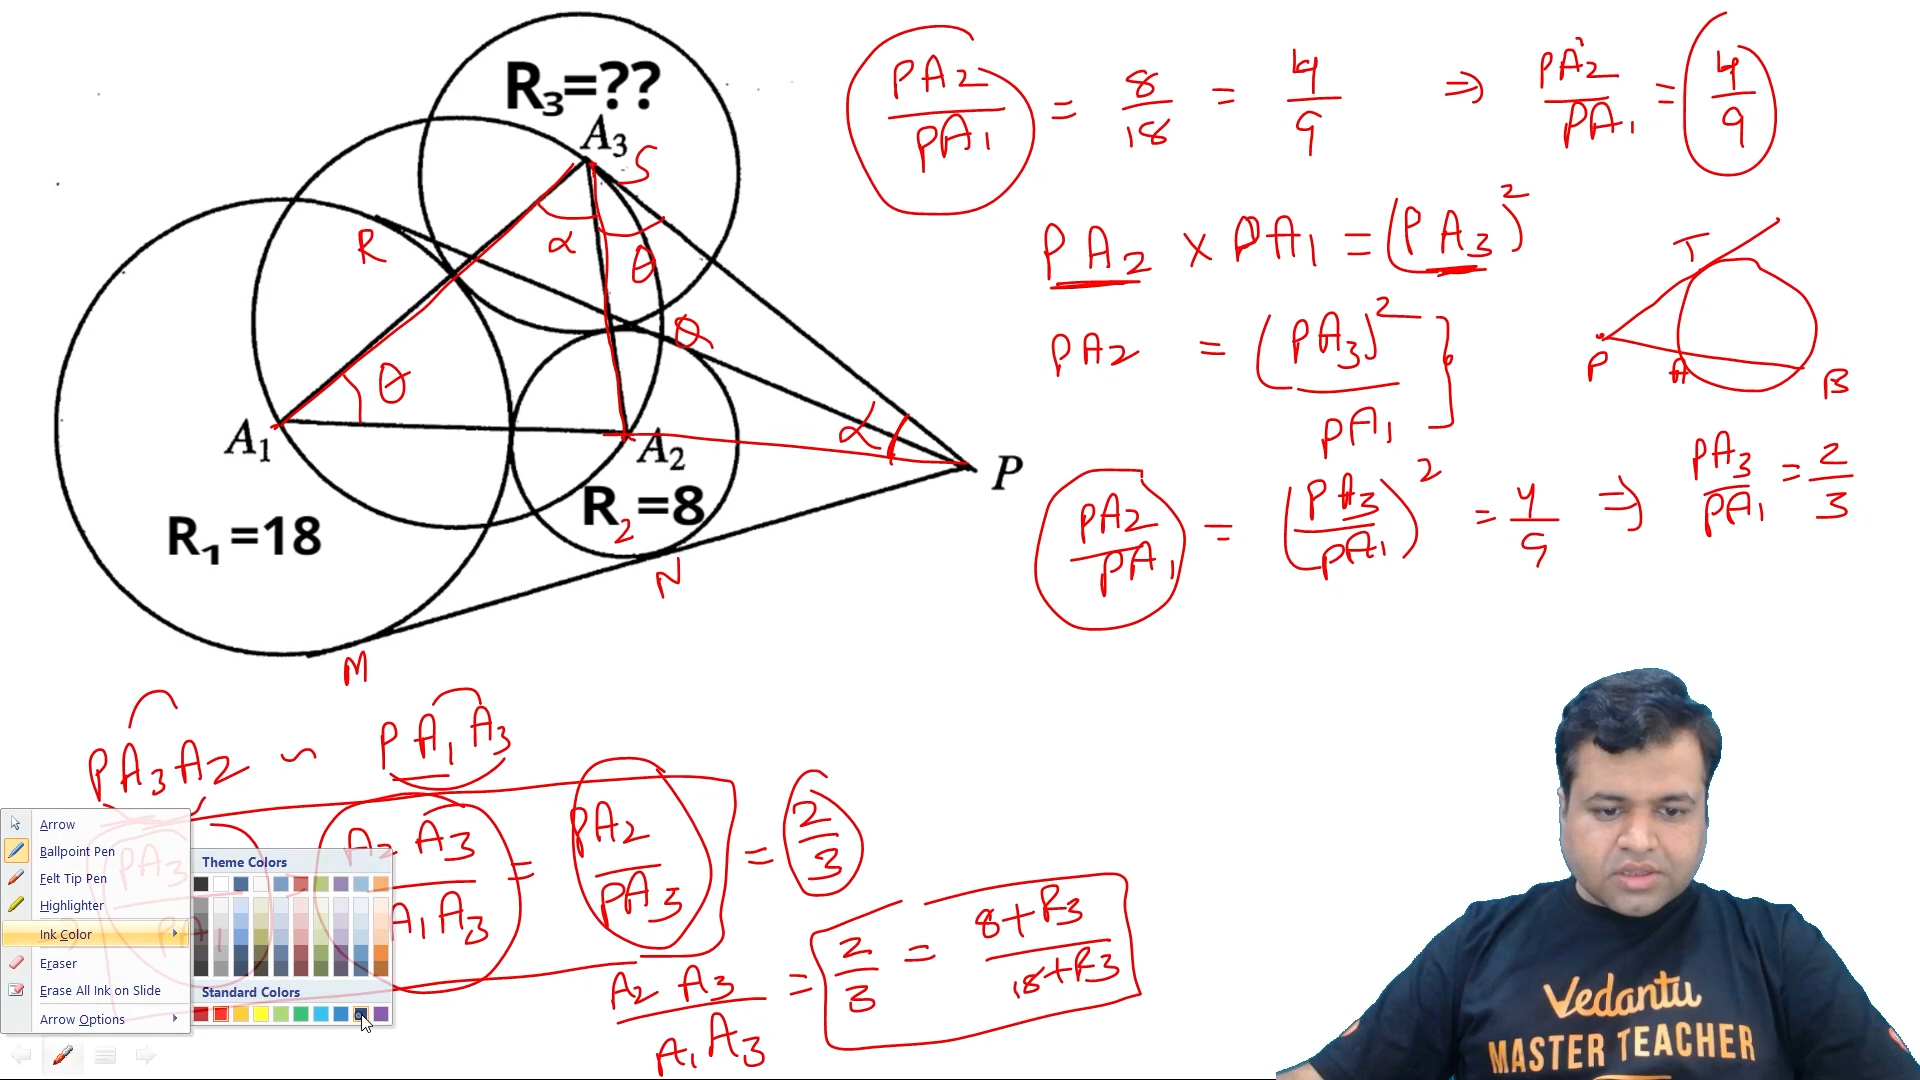 R₃=??
A₃
S
R
α
θ
θ
Q
θ
α
A₁
A₂
P
R₂=8
R₁=18
N
M
PA₂/PA₁ = 8/18 = 4/9 ⇒ PA₂/PA₁ = 4/9
PA₂ × PA₁ = (PA₃)²
PA₂ = (PA₃)²/PA₁
PA₂/PA₁ = (PA₃/PA₁)² = 4/9 ⇒ PA₃/PA₁ = 2/3
T
P
A
B
PA₃A₂ ~ PA₁A₃
PA₃/PA₁ = A₂A₃/A₁A₃ = PA₂/PA₃ = 2/3
A₂A₃/A₁A₃ = 2/3 = 8+R₃/18+R₃
Arrow
Ballpoint Pen
Felt Tip Pen
Highlighter
Ink Color
Eraser
Erase All Ink on Slide
Arrow Options
Theme Colors
Standard Colors
Vedantu
MASTER TEACHER